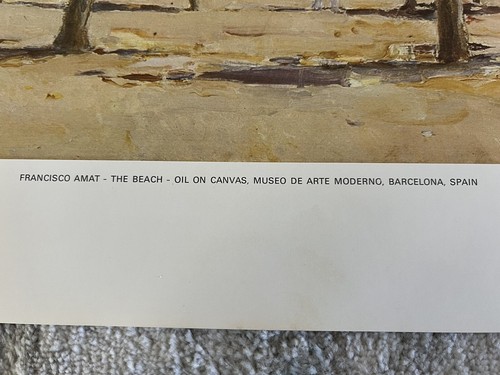 FRANCISCO AMAT - THE BEACH - OIL ON CANVAS, MUSEO DE ARTE MODERNO, BARCELONA, SPAIN